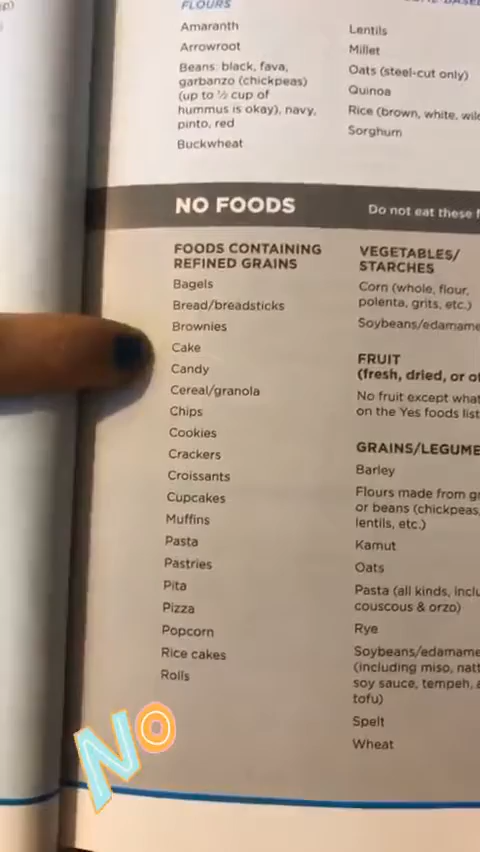 FLOURS
Amaranth
Arrowroot
Beans: black, fava,
garbanzo (chickpeas)
(up to ½ cup of
hummus is okay), navy,
pinto, red
Buckwheat
Lentils
Millet
Oats (steel-cut only)
Quinoa
Rice (brown, white,
Sorghum
NO FOODS
Do not eat these
FOODS CONTAINING
REFINED GRAINS
Bagels
Bread/breadsticks
Brownies
Cake
Candy
Cereal/granola
Chips
Cookies
Crackers
Croissants
Cupcakes
Muffins
Pasta
Pastries
Pita
Pizza
Popcorn
Rice cakes
Rolls
VEGETABLES/
STARCHES
Corn (whole, flour,
polenta, grits, etc.)
Soybeans/edamame
FRUIT
(fresh, dried, or
No fruit except what
on the Yes foods list
GRAINS/LEGUME
Barley
Flours made from
or beans (chickpeas,
lentils, etc.)
Kamut
Oats
Pasta (all kinds,
couscous & orzo)
Rye
Soybeans/edamame
(including miso,
soy sauce, tempeh,
tofu)
Spelt
Wheat
NO